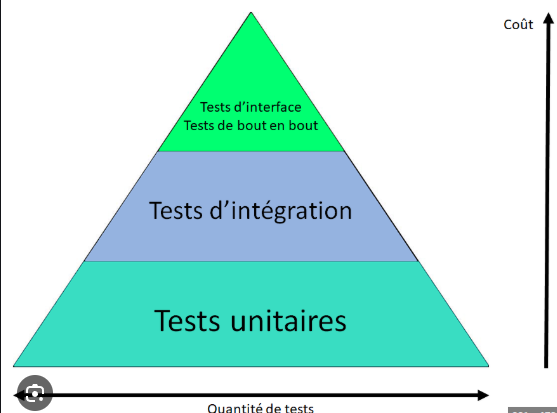 Coût
Tests d'interface
Tests de bout en bout
Tests d'intégration
Tests unitaires
Quantité de tests